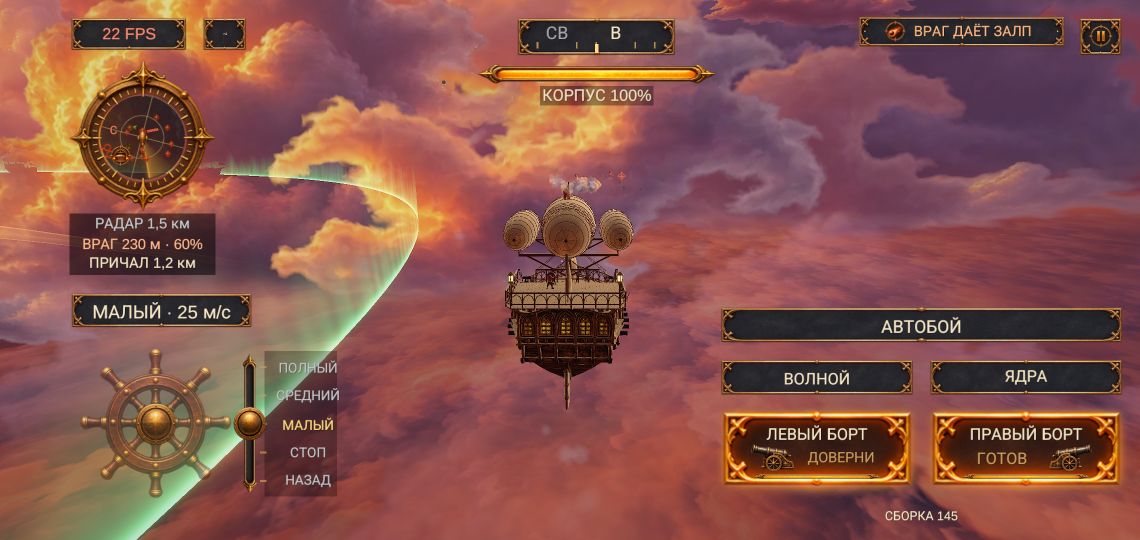 22 FPS
СВ
В
ВРАГ ДАЁТ ЗАЛП
КОРПУС 100%
С
РАДАР 1,5 км
ВРАГ 230 м · 60%
ПРИЧАЛ 1,2 км
МАЛЫЙ · 25 м/с
ПОЛНЫЙ
СРЕДНИЙ
МАЛЫЙ
СТОП
НАЗАД
АВТОБОЙ
ВОЛНОЙ
ЯДРА
ЛЕВЫЙ БОРТ
ДОВЕРНИ
ПРАВЫЙ БОРТ
ГОТОВ
СБОРКА 145